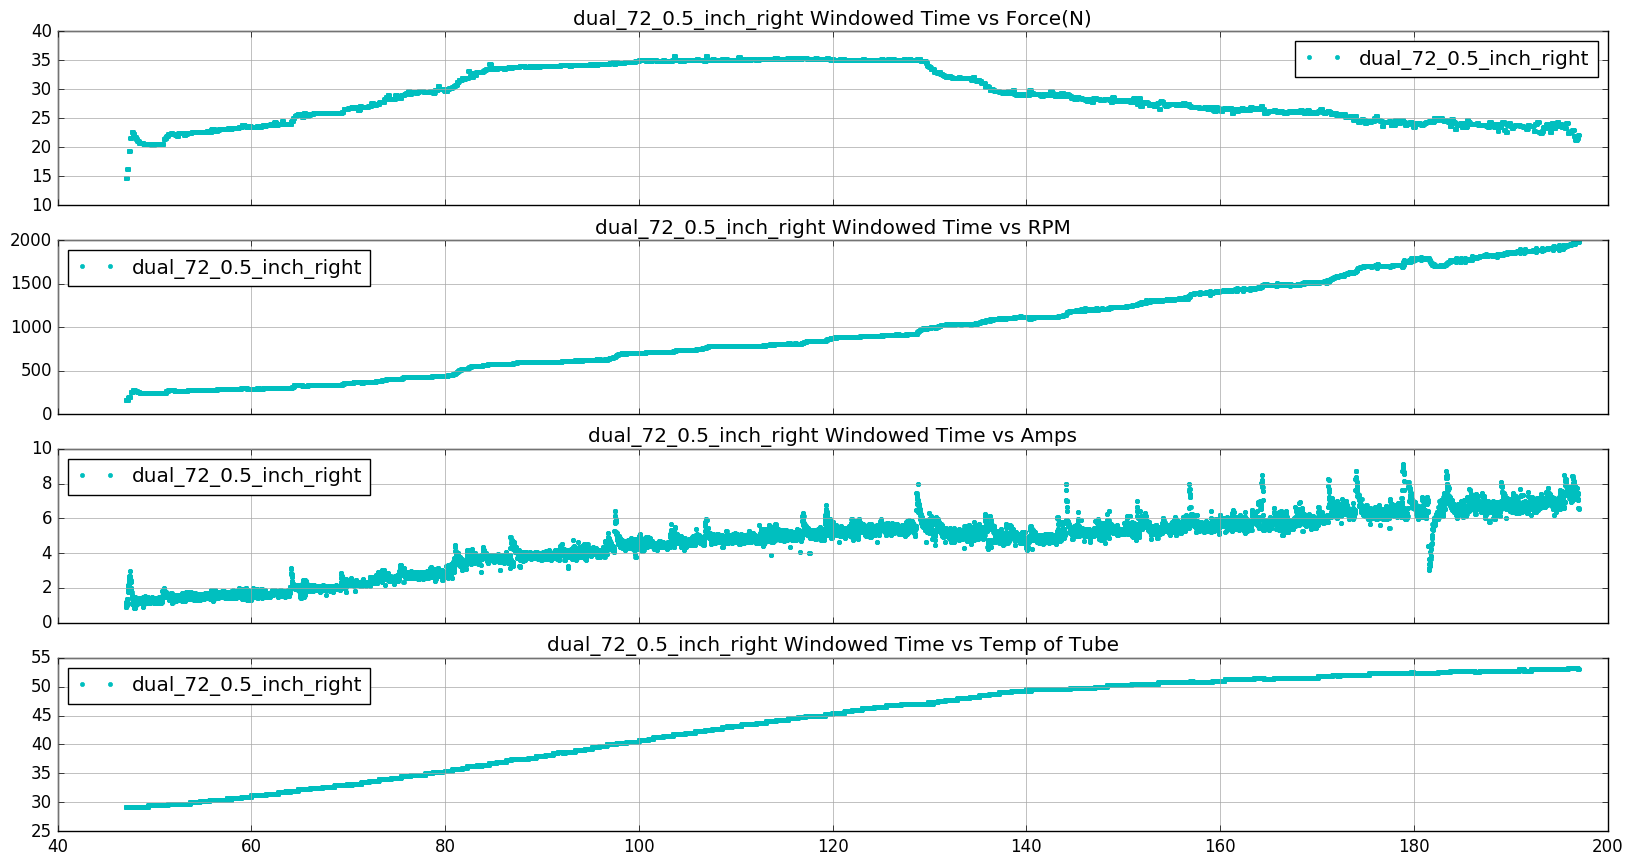 dual_72_0.5_inch_right Windowed Time vs Force(N)
40
35
30
25
20
15
10
dual_72_0.5_inch_right
dual_72_0.5_inch_right Windowed Time vs RPM
2000
1500
1000
500
0
dual_72_0.5_inch_right
dual_72_0.5_inch_right Windowed Time vs Amps
10
8
6
4
2
0
dual_72_0.5_inch_right
dual_72_0.5_inch_right Windowed Time vs Temp of Tube
55
50
45
40
35
30
25
dual_72_0.5_inch_right
40 60 80 100 120 140 160 180 200